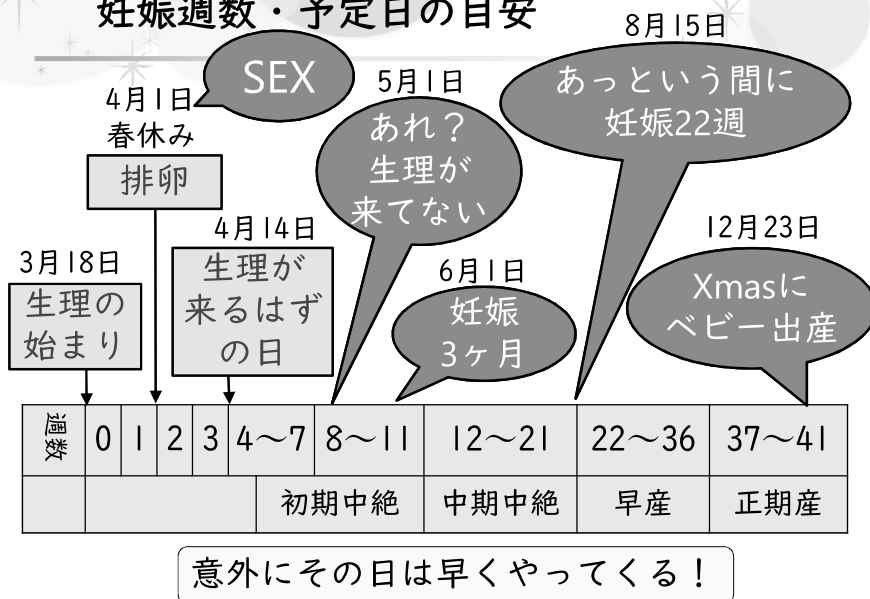 妊娠週数・予定日の目安
SEX
4月1日
春休み
排卵
5月1日
あれ？
生理が
来てない
8月15日
あっという間に
妊娠22週
3月18日
生理の
始まり
4月14日
生理が
来るはず
の日
6月1日
妊娠
3ヶ月
12月23日
Xmasに
ベビー出産
週数 0 1 2 3 4～7 8～11 12～21 22～36 37～41
初期中絶 中期中絶 早産 正期産
意外にその日は早くやってくる！